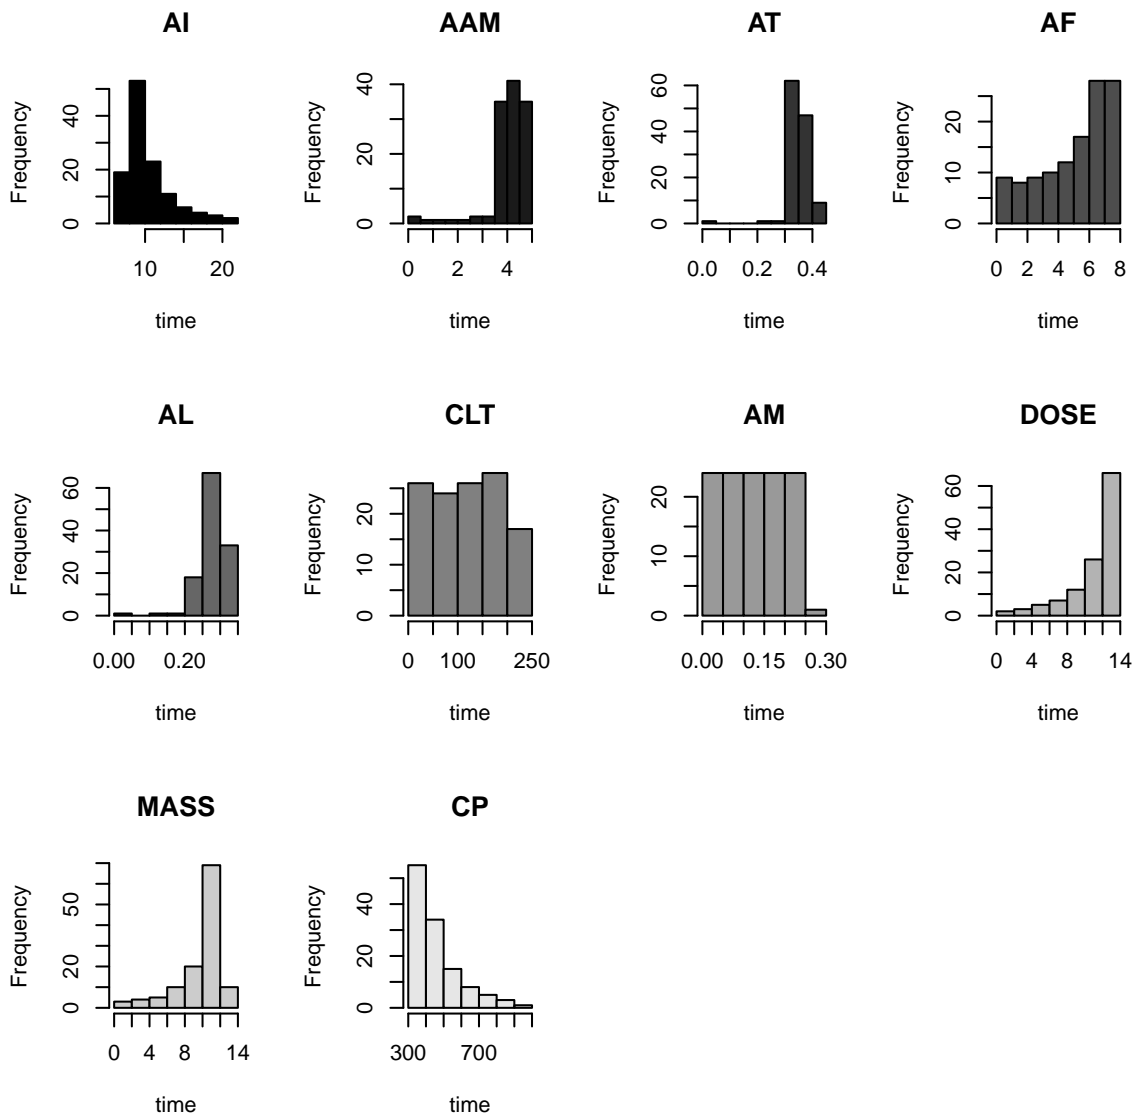 AI AAM AT AF
Frequency 0 20 40 Frequency 0 20 40 Frequency 0 20 40 60 Frequency 0 10 20
10 20 0 2 4 0.0 0.2 0.4 0 2 4 6 8
time time time time
AL CLT AM DOSE
Frequency 0 20 40 60 Frequency 0 10 20 Frequency 0 10 20 Frequency 0 20 40 60
0.00 0.20 0 100 250 0.00 0.15 0.30 0 4 8 14
time time time time
MASS CP
Frequency 0 20 50 Frequency 0 20 40
0 4 8 14 300 700
time time